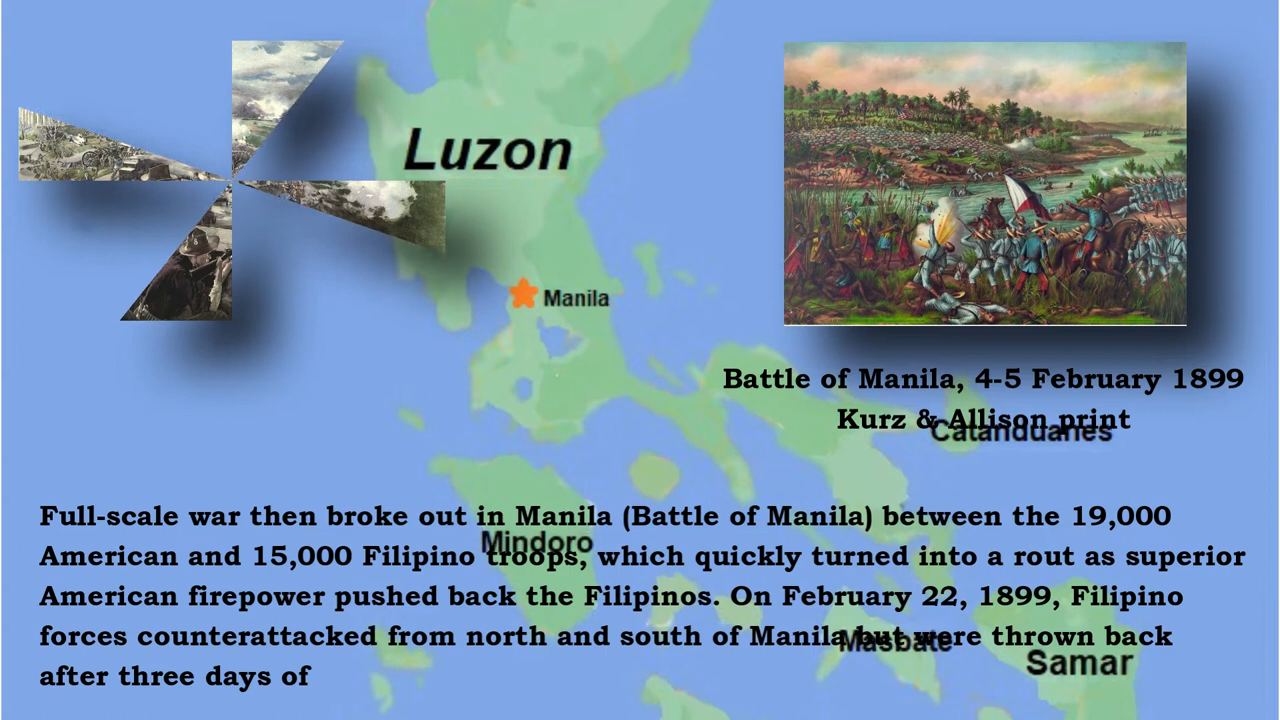 Luzon
Manila
Battle of Manila, 4-5 February 1899
Kurz & Allison print
Catanduanes
Full-scale war then broke out in Manila (Battle of Manila) between the 19,000
Mindoro
American and 15,000 Filipino troops, which quickly turned into a rout as superior
American firepower pushed back the Filipinos. On February 22, 1899, Filipino
forces counterattacked from north and south of Manila but were thrown back
Masbate
Samar
after three days of